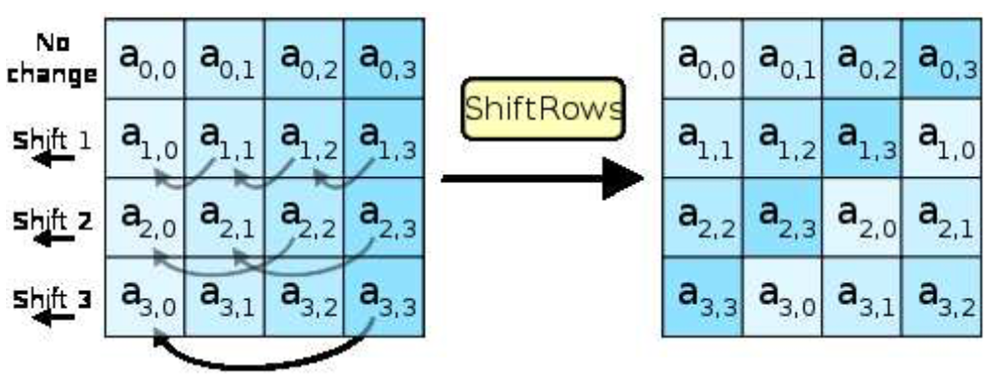 No
change
a0,0 a0,1 a0,2 a0,3
Shift 1
a1,0 a1,1 a1,2 a1,3
Shift 2
a2,0 a2,1 a2,2 a2,3
Shift 3
a3,0 a3,1 a3,2 a3,3
ShiftRows
a0,0 a0,1 a0,2 a0,3
a1,1 a1,2 a1,3 a1,0
a2,2 a2,3 a2,0 a2,1
a3,3 a3,0 a3,1 a3,2